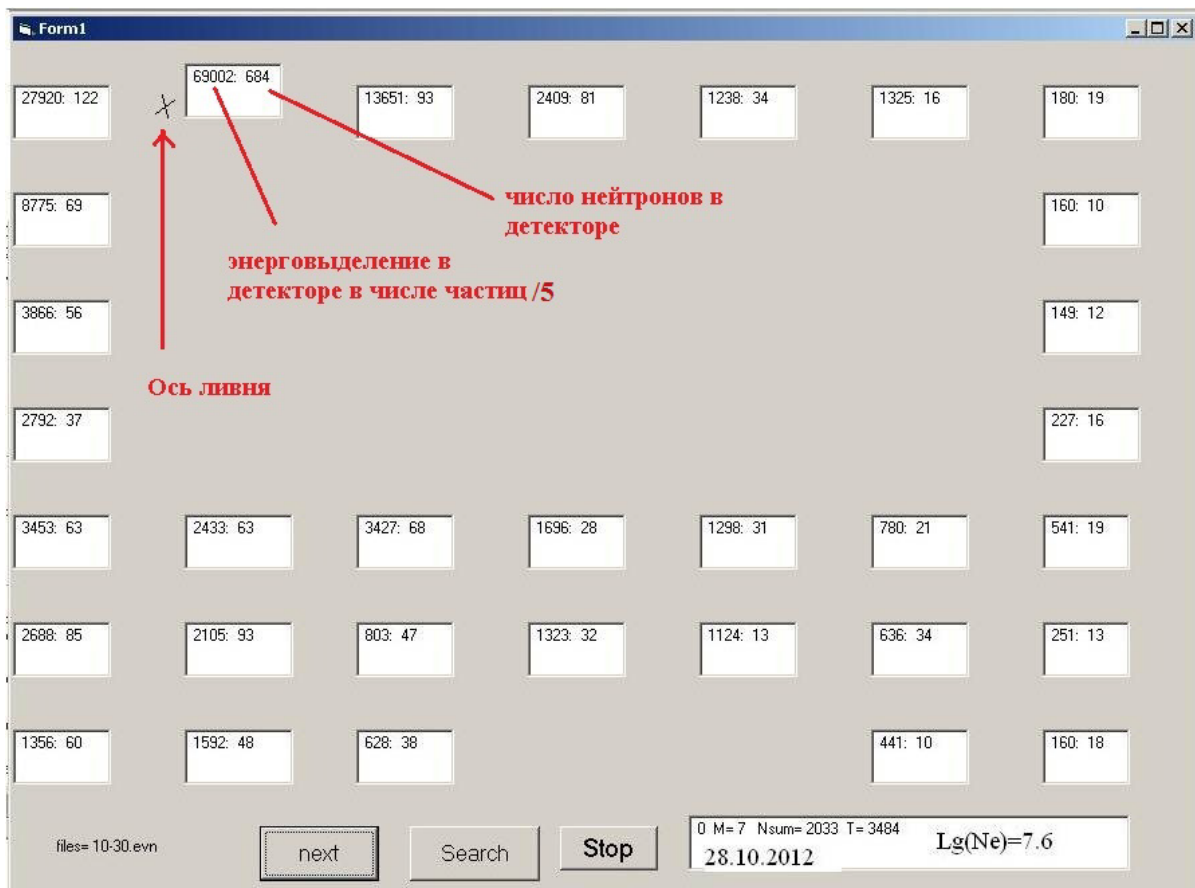 Form1
69002: 684
27920: 122
13651: 93
2409: 81
1238: 34
1325: 16
180: 19
X
число нейтронов в
детекторе
8775: 69
160: 10
энерговыделение в
детекторе в числе частиц /5
3866: 56
149: 12
Ось ливня
2792: 37
227: 16
3453: 63
2433: 63
3427: 68
1696: 28
1298: 31
780: 21
541: 19
2688: 85
2105: 93
803: 47
1323: 32
1124: 13
636: 34
251: 13
1356: 60
1592: 48
628: 38
441: 10
160: 18
files= 10-30.evn
next
Search
Stop
0 M= 7 Nsum= 2033 T= 3484
28.10.2012
Lg(Ne)=7.6